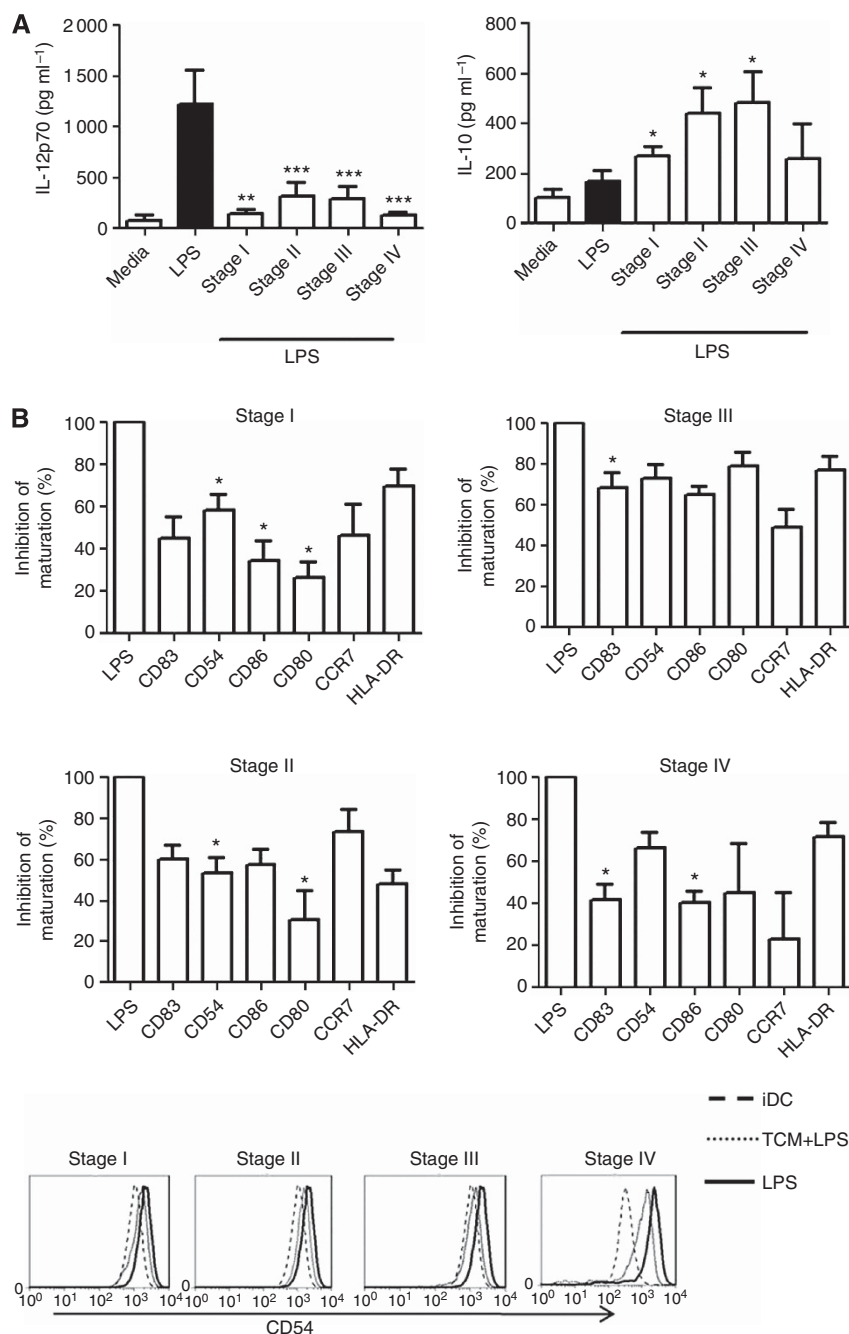 A
IL-12p70 (pg ml–1)
2 000
1 500
1 000
500
0
** *** *** ***
Media LPS Stage I Stage II Stage III Stage IV
LPS
IL-10 (pg ml–1)
800
600
400
200
0
* * *
Media LPS Stage I Stage II Stage III Stage IV
LPS
B
Stage I
Inhibition of
maturation (%)
100
80
60
40
20
0
* * *
LPS CD83 CD54 CD86 CD80 CCR7 HLA-DR
Stage III
Inhibition of
maturation (%)
100
80
60
40
20
0
*
LPS CD83 CD54 CD86 CD80 CCR7 HLA-DR
Stage II
Inhibition of
maturation (%)
100
80
60
40
20
0
* *
LPS CD83 CD54 CD86 CD80 CCR7 HLA-DR
Stage IV
Inhibition of
maturation (%)
100
80
60
40
20
0
* *
LPS CD83 CD54 CD86 CD80 CCR7 HLA-DR
iDC
TCM+LPS
LPS
Stage I Stage II Stage III Stage IV
0 0 0 0
10⁰ 10¹ 10² 10³ 10⁴ 10⁰ 10¹ 10² 10³ 10⁴ 10⁰ 10¹ 10² 10³ 10⁴ 10⁰ 10¹ 10² 10³ 10⁴
CD54